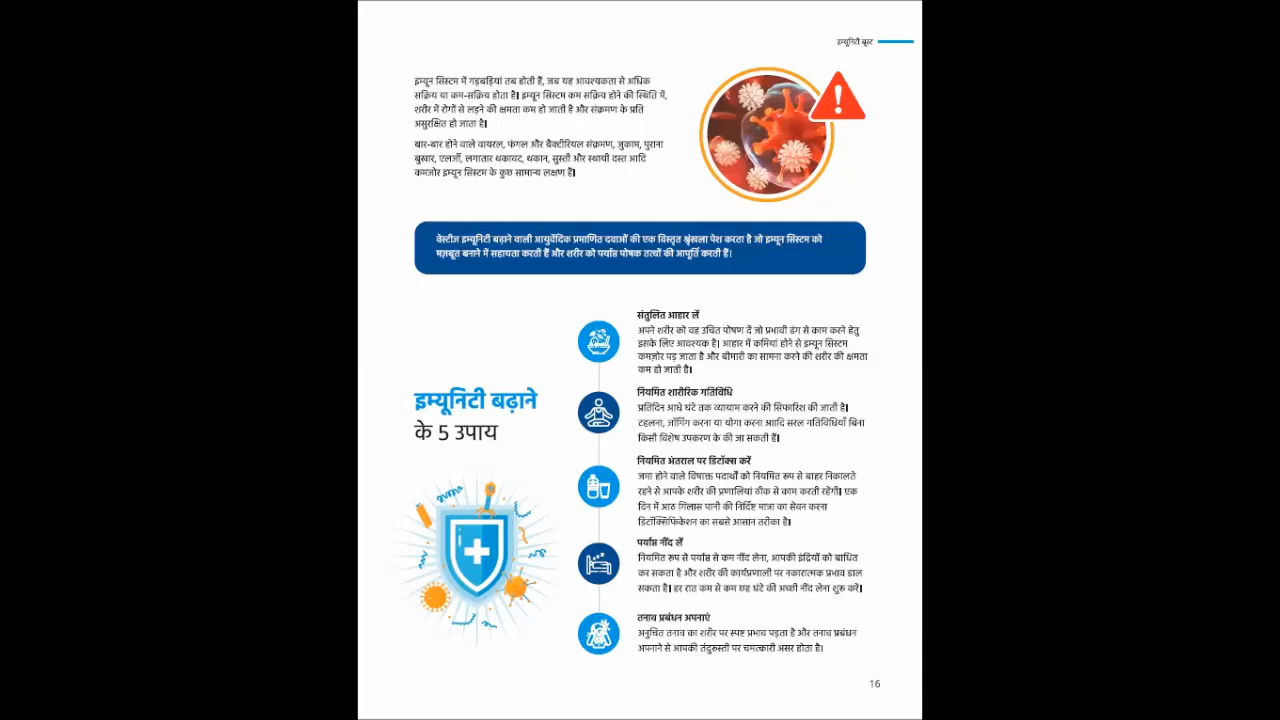 इम्यूनिटी बूस्ट
इम्यून सिस्टम में गड़बड़ियां तब होती हैं, जब यह आवश्यकता से अधिक
सक्रिय या कम-सक्रिय होता है। इम्यून सिस्टम कम सक्रिय होने की स्थिति में,
शरीर में रोगों से लड़ने की क्षमता कम हो जाती है और संक्रमण के प्रति
असुरक्षित हो जाता है।
बार-बार होने वाले वायरल, फंगल और बैक्टीरियल संक्रमण, जुकाम, पुराना
बुखार, एलर्जी, लगातार थकावट, थकान, सुस्ती और स्थायी दस्त आदि
कमजोर इम्यून सिस्टम के कुछ सामान्य लक्षण हैं।
वेस्टीज इम्यूनिटी बढ़ाने वाली आयुर्वेदिक प्रमाणित दवाओं की एक विस्तृत श्रृंखला पेश करता है जो इम्यून सिस्टम को
मज़बूत बनाने में सहायता करती हैं और शरीर को पर्याप्त पोषक तत्वों की आपूर्ति करती हैं।
इम्यूनिटी बढ़ाने
के 5 उपाय
संतुलित आहार लें
अपने शरीर को वह उचित पोषण दें जो प्रभावी ढंग से काम करने हेतु
इसके लिए आवश्यक है। आहार में कमियां होने से इम्यून सिस्टम
कमज़ोर पड़ जाता है और बीमारी का सामना करने की शरीर की क्षमता
कम हो जाती है।
नियमित शारीरिक गतिविधि
प्रतिदिन आधे घंटे तक व्यायाम करने की सिफारिश की जाती है।
टहलना, जॉगिंग करना या योगा करना आादि सरल गतिविधियाँ बिना
किसी विशेष उपकरण के की जा सकती हैं।
नियमित अंतराल पर डिटॉक्स करें
जमा होने वाले विषाक्त पदार्थों को नियमित रूप से बाहर निकालते
रहने से आपके शरीर की प्रणालियां ठीक से काम करती रहेंगी। एक
दिन में आठ गिलास पानी की निर्दिष्ट मात्रा का सेवन करना
डिटॉक्सिफिकेशन का सबसे आसान तरीका है।
पर्याप्त नींद लें
नियमित रूप से पर्याप्त से कम नींद लेना, आपकी इंद्रियों को बाधित
कर सकता है और शरीर की कार्यप्रणाली पर नकारात्मक प्रभाव डाल
सकता है। हर रात कम से कम छह घंटे की अच्छी नींद लेना शुरू करें।
तनाव प्रबंधन अपनाएं
अनुचित तनाव का शरीर पर स्पष्ट प्रभाव पड़ता है और तनाव प्रबंधन
अपनाने से आपकी तंदुरुस्ती पर चमत्कारी असर होता है।
16